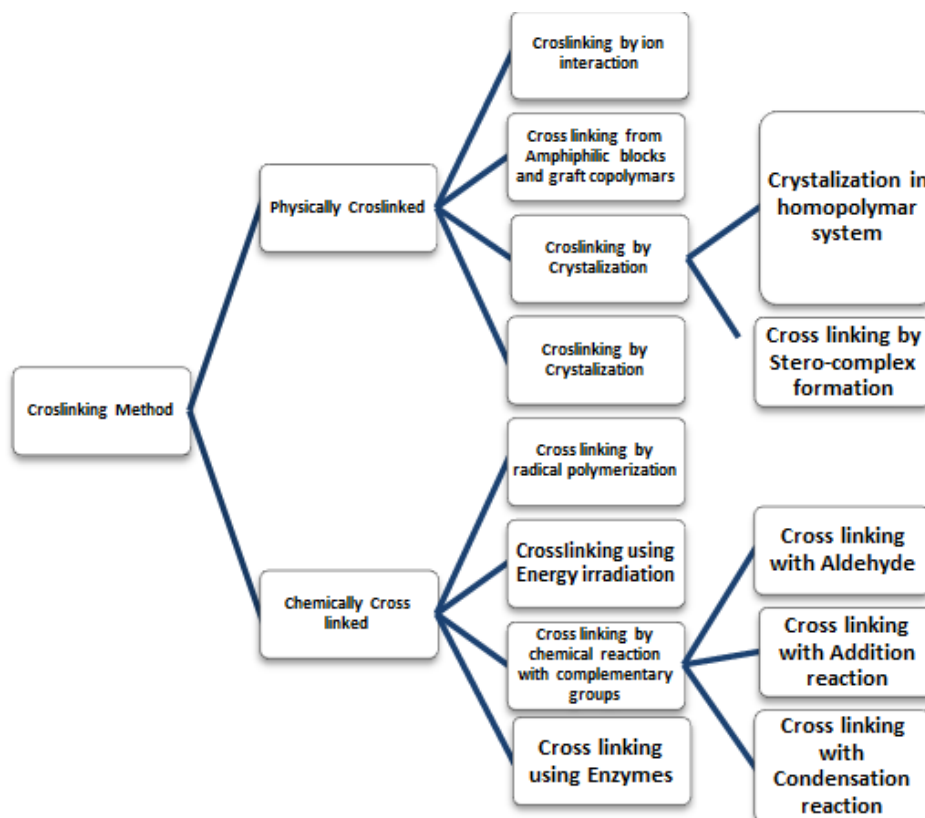 Croslinking Method
Physically Croslinked
Croslinking by ion
interaction
Cross linking from
Amphiphilic blocks
and graft copolymars
Croslinking by
Crystalization
Crystalization in
homopolymar
system
Cross linking by
Stero-complex
formation
Croslinking by
Crystalization
Chemically Cross
linked
Cross linking by
radical polymerization
Crosslinking using
Energy irradiation
Cross linking by
chemical reaction
with complementary
groups
Cross linking
with Aldehyde
Cross linking
with Addition
reaction
Cross linking
with
Condensation
reaction
Cross linking
using Enzymes